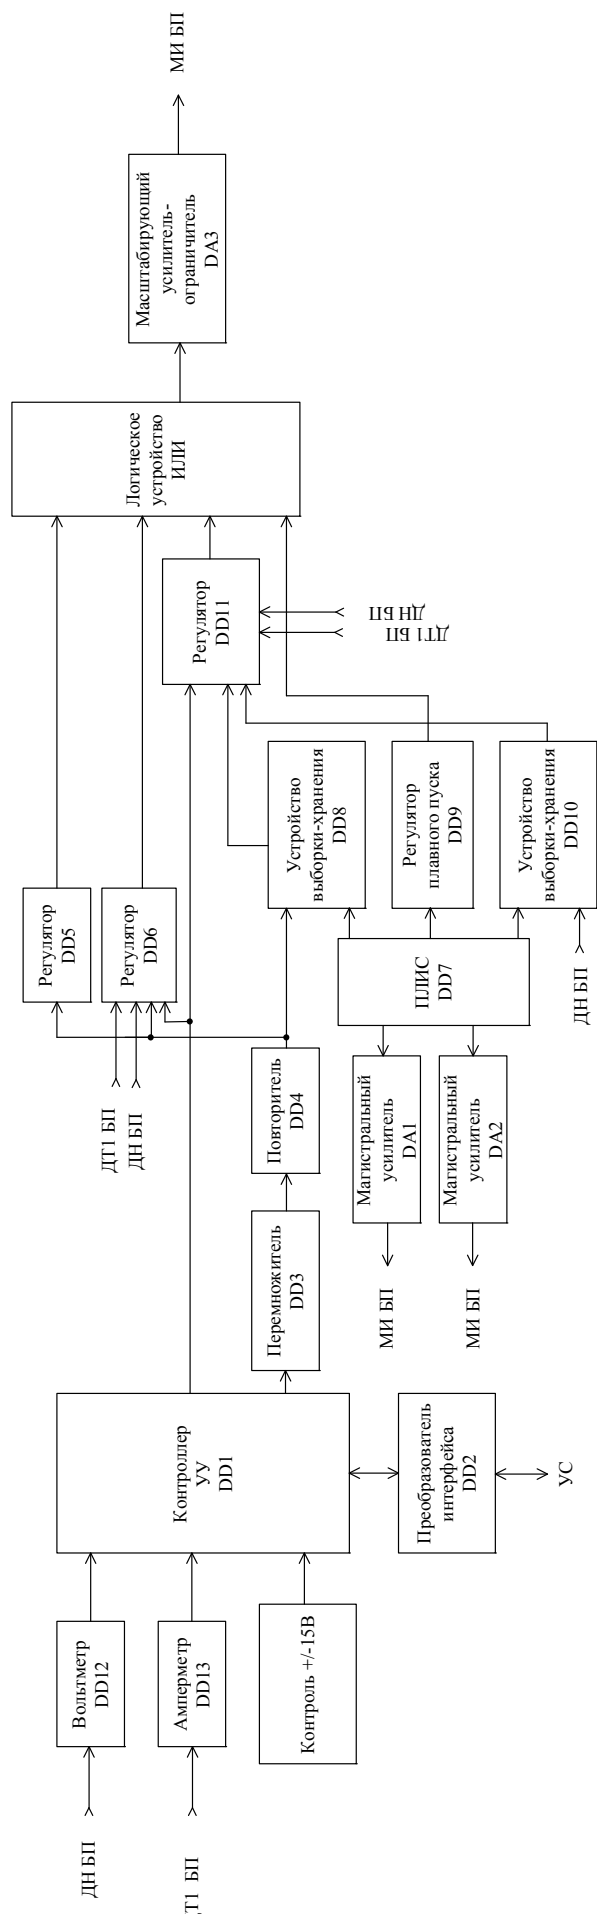 ДН БП
ДТ1 БП
Вольтметр
DD12
Амперметр
DD13
Контроль +/-15В
Контроллер
УУ
DD1
Преобразователь
интерфейса
DD2
УС
Перемножитель
DD3
Повторитель
DD4
ДТ1 БП
ДН БП
Регулятор
DD5
Регулятор
DD6
МИ БП
МИ БП
Магистральный
усилитель
DA1
Магистральный
усилитель
DA2
ПЛИС
DD7
ДН БП
Устройство
выборки-хранения
DD8
Регулятор
плавного пуска
DD9
Устройство
выборки-хранения
DD10
Регулятор
DD11
ДТ1 БП
ДН БП
Логическое
устройство
ИЛИ
Масштабирующий
усилитель-
ограничитель
DA3
МИ БП